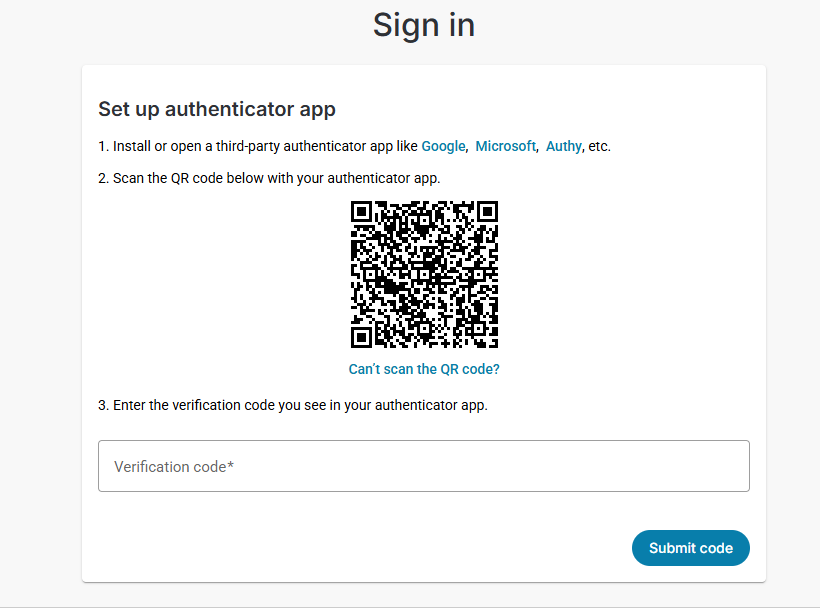 Sign in
Set up authenticator app
1. Install or open a third-party authenticator app like Google, Microsoft, Authy, etc.
2. Scan the QR code below with your authenticator app.
Can't scan the QR code?
3. Enter the verification code you see in your authenticator app.
Verification code*
Submit code